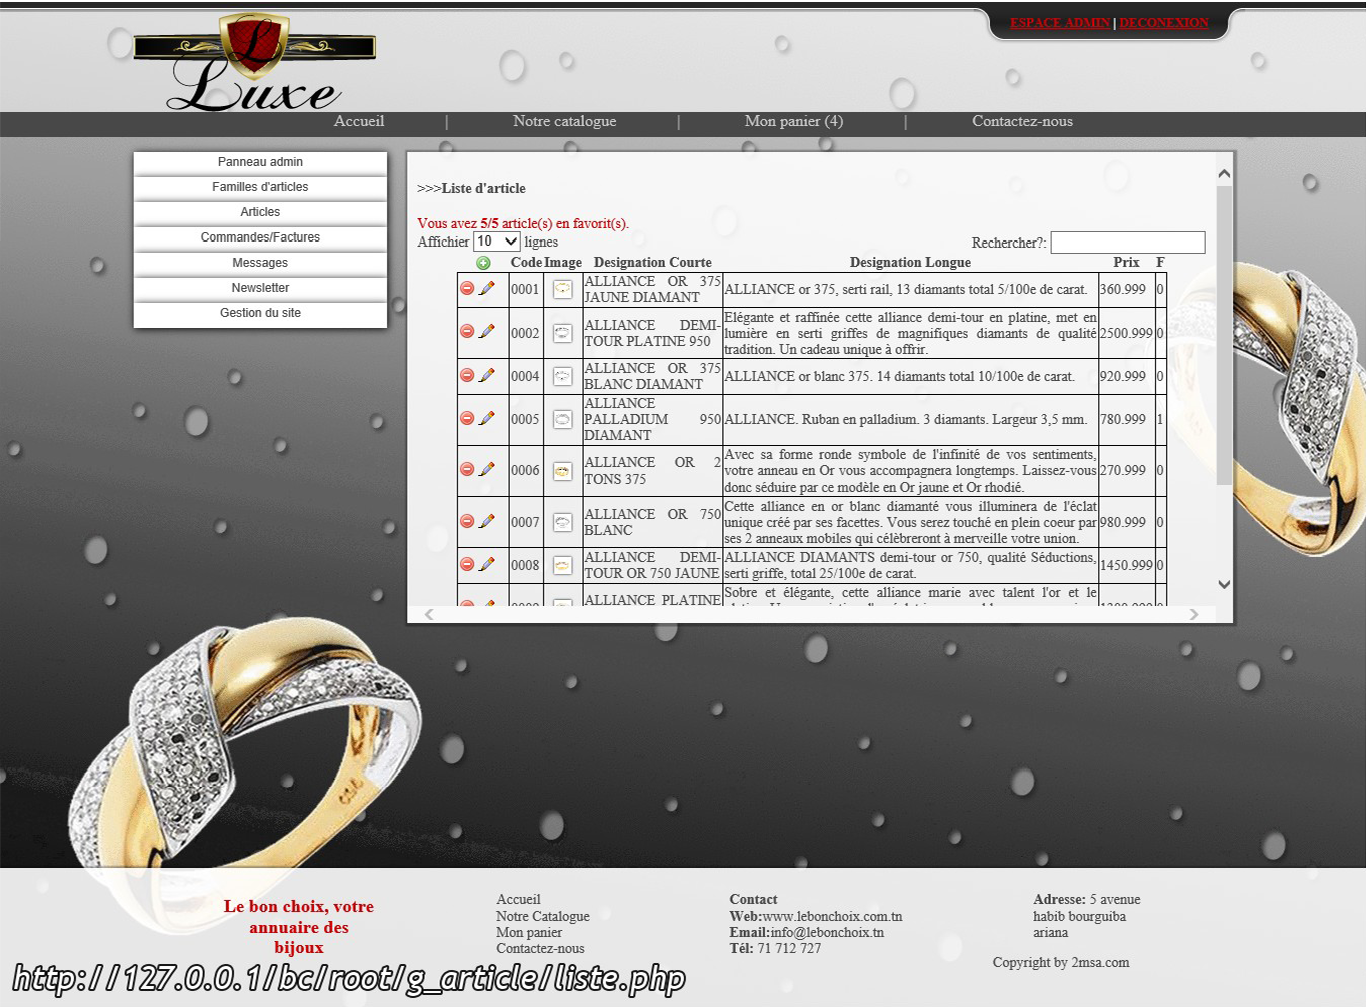 ESPACE ADMIN | DECONEXION
L
Luxe
Accueil | Notre catalogue | Mon panier (4) | Contactez-nous
Panneau admin
Familles d'articles
Articles
Commandes/Factures
Messages
Newsletter
Gestion du site
>>>Liste d'article
Vous avez 5/5 article(s) en favorit(s).
Affichier 10 lignes
Rechercher?:
Code Image Designation Courte Designation Longue Prix F
0001 ALLIANCE OR 375 JAUNE DIAMANT ALLIANCE or 375, serti rail, 13 diamants total 5/100e de carat. 360.999 0
0002 ALLIANCE DEMI-TOUR PLATINE 950 Elégante et raffinée cette alliance demi-tour en platine, met en lumière en serti griffes de magnifiques diamants de qualité tradition. Un cadeau unique à offrir. 2500.999 0
0004 ALLIANCE OR 375 BLANC DIAMANT ALLIANCE or blanc 375. 14 diamants total 10/100e de carat. 920.999 0
0005 ALLIANCE PALLADIUM 950 DIAMANT ALLIANCE. Ruban en palladium. 3 diamants. Largeur 3,5 mm. 780.999 1
0006 ALLIANCE OR 2 TONS 375 Avec sa forme ronde symbole de l'infinité de vos sentiments, votre anneau en Or vous accompagnera longtemps. Laissez-vous donc séduire par ce modèle en Or jaune et Or rhodié. 270.999 0
0007 ALLIANCE OR 750 BLANC Cette alliance en or blanc diamanté vous illuminera de l'éclat unique créé par ses facettes. Vous serez touché en plein coeur par ses 2 anneaux mobiles qui célèbreront à merveille votre union. 980.999 0
0008 ALLIANCE DEMI-TOUR OR 750 JAUNE ALLIANCE DIAMANTS demi-tour or 750, qualité Séductions, serti griffe, total 25/100e de carat. 1450.999 0
ALLIANCE PLATINE Sobre et élégante, cette alliance marie avec talent l'or et le
Le bon choix, votre
annuaire des
bijoux
Accueil
Notre Catalogue
Mon panier
Contactez-nous
Contact
Web:www.lebonchoix.com.tn
Email:info@lebonchoix.tn
Tél: 71 712 727
Adresse: 5 avenue
habib bourguiba
ariana
Copyright by 2msa.com
http://127.0.0.1/bc/root/g_article/liste.php